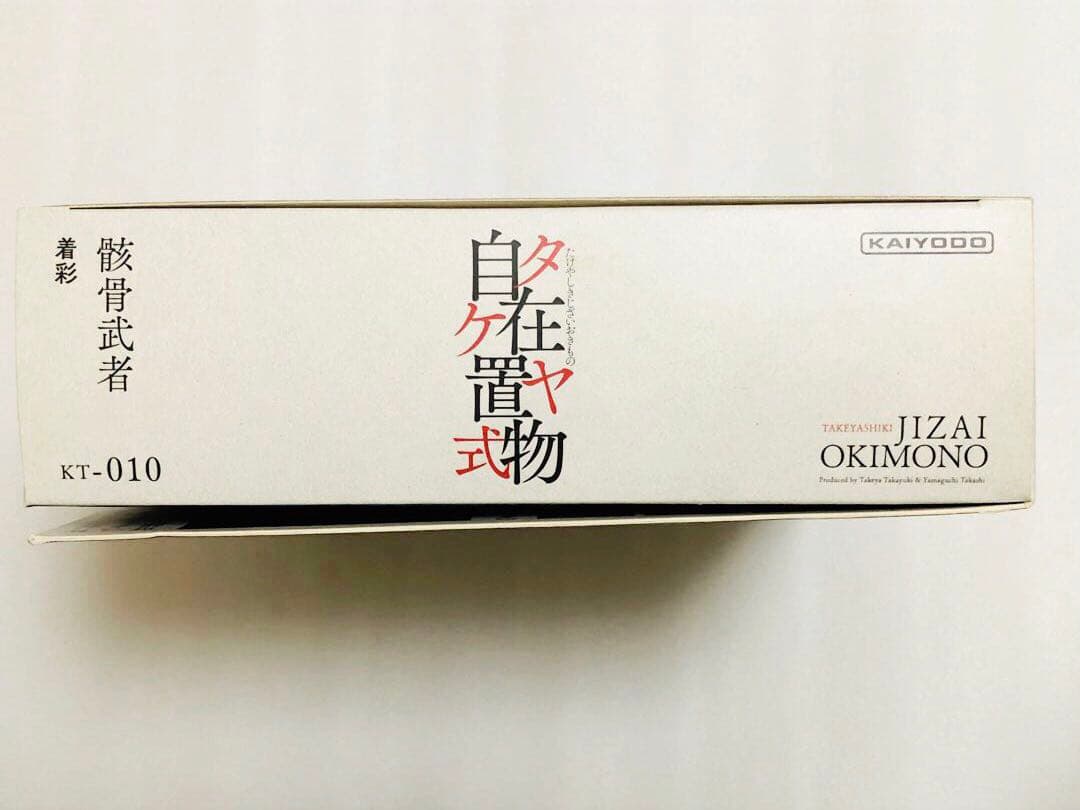 骸骨武者
着彩
KT-010
タケヤ式
自在置物
たけやしきじざいおきもの
KAIYODO
TAKEYASHIKI JIZAI
OKIMONO
Produced by Takeya Takayuki & Yamaguchi Takashi